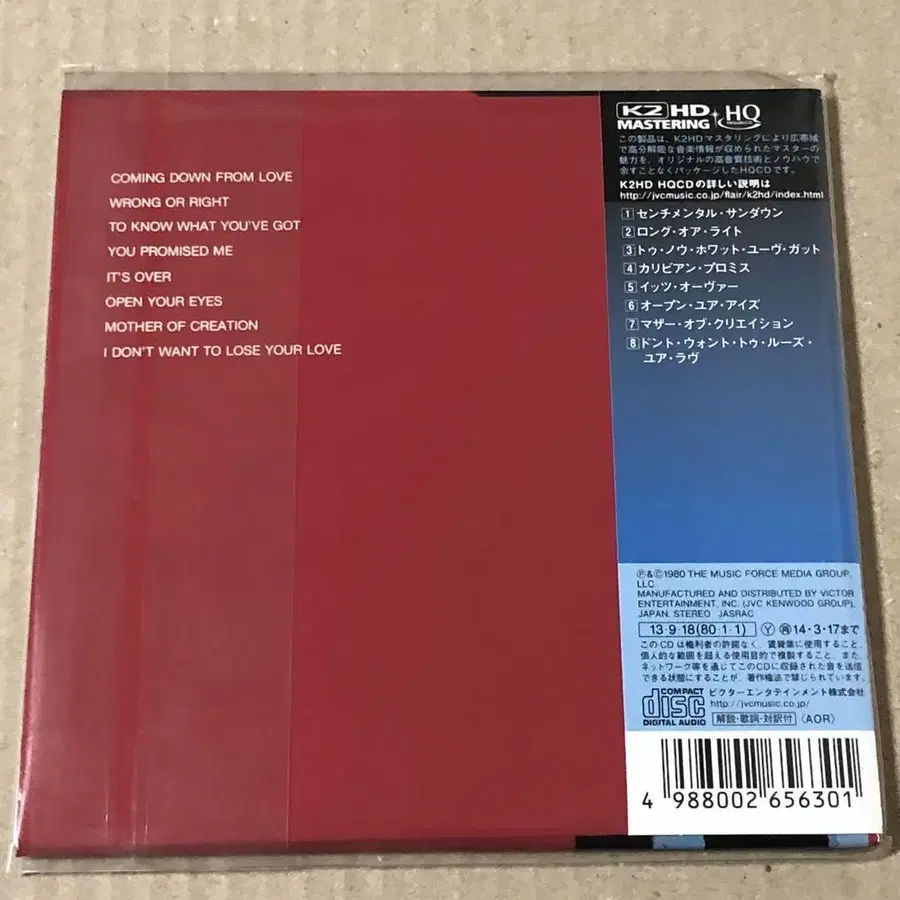 COMING DOWN FROM LOVE
WRONG OR RIGHT
TO KNOW WHAT YOU'VE GOT
YOU PROMISED ME
IT'S OVER
OPEN YOUR EYES
MOTHER OF CREATION
I DON'T WANT TO LOSE YOUR LOVE
K2 HD
MASTERING
+
HQ
この製品は、K2HDマスタリングにより広帯域
で高分解能な音楽情報が収められたマスターの
魅力を、オリジナルの高音質技術とノウハウで
余すことなくパッケージしたHQCDです。
K2HD HQCDの詳しい説明は
http://jvcmusic.co.jp/flair/k2hd/index.html
1 センチメンタル・サンダウン
2 ロング・オア・ライト
3 トゥ・ノウ・ホワット・ユーヴ・ガット
4 カリビアン・プロミス
5 イッツ・オーヴァー
6 オープン・ユア・アイズ
7 マザー・オブ・クリエイション
8 ドント・ウォント・トゥ・ルーズ・
ユア・ラヴ
Ⓟ&©1980 THE MUSIC FORCE MEDIA GROUP,
LLC
MANUFACTURED AND DISTRIBUTED BY VICTOR
ENTERTAINMENT, INC. (JVC KENWOOD GROUP),
JAPAN. STEREO JASRAC
13・9・18(80・1・1) Ⓨ 再 14・3・17まで
このCDは権利者の許諾なく、賃貸業に使用すること、
個人的な範囲を超える使用目的で複製すること、また、
ネットワーク等を通じてこのCDに収録された音を送信
できる状態にすることが、著作権法で禁じられています。
COMPACT
disc
DIGITAL AUDIO
ビクターエンタテインメント株式会社
http://jvcmusic.co.jp/
解説・歌詞・対訳付 〈AOR〉
4 988002 656301